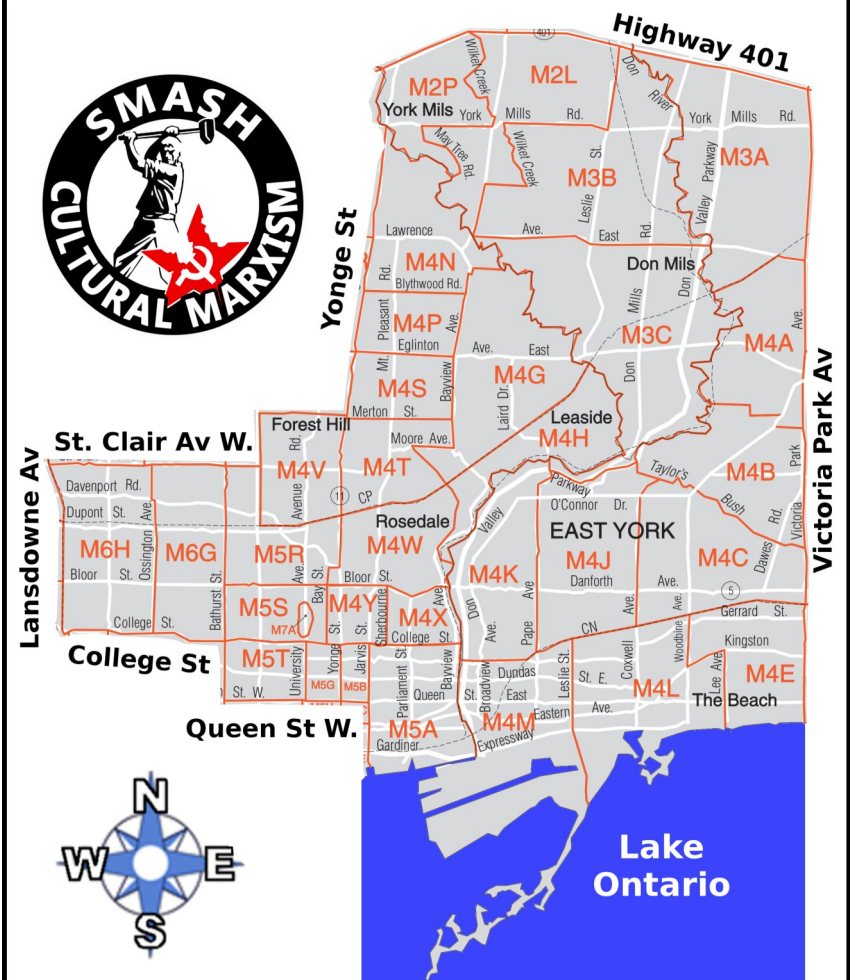 Highway 401
401
SMASH
CULTURAL MARXISM
M2P
Wilket Creek
M2L
Don River
York Mils
York Mills Rd.
York Mills Rd.
May Tree Rd.
Wilket Creek
M3B
Leslie St.
Valley Parkway
M3A
Yonge St
Lawrence Ave. East
Rd.
M4N
Blythwood Rd.
Don Mils
Don Mills Rd.
Don
Mt. Pleasant Rd.
M4P
Bayview Ave.
Eglinton Ave. East
M3C
M4A
Ave.
M4S
M4G
Laird Dr.
Merton St.
Leaside
M4H
Forest Hill
Moore Ave.
Victoria Park Av
St. Clair Av W.
Lansdowne Av
M4V
Avenue Rd.
M4T
11
CP
Davenport Rd.
Dupont St.
Ossington Ave.
Taylor's Bush
M4B
Victoria Park
Parkway
O'Connor Dr.
Valley
Rosedale
M4W
EAST YORK
Dawes Rd.
M6H
M6G
M5R
M4J
M4C
M4K
Bloor St.
Bloor St.
Danforth Ave.
5
Bathurst St.
Ave.
Bay St.
M5S
M7A
M4Y
Sherbourne
M4X
Ave
Don
Pape Ave
Ave.
Coxwell Ave.
Woodbine Ave.
Gerrard St.
CN
College St.
College St.
Kingston
College St
M5T
University
Yonge St.
Jarvis St.
Parliament St.
Bayview
Broadview Ave.
Dundas St. E.
Leslie St.
M4L
Lee Ave
M4E
The Beach
St. W.
M5G
M5B
Queen St. East
Queen St W.
M5A
M4M
Eastern Ave.
Gardiner Expressway
N
W E
S
Lake
Ontario